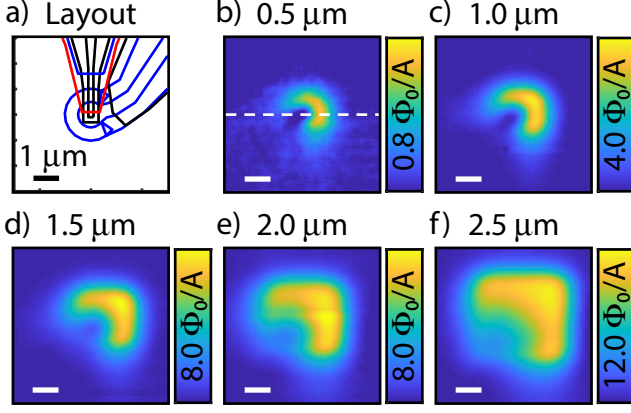 a) Layout
1 μm
b) 0.5 μm
0.8 Φ₀/A
c) 1.0 μm
4.0 Φ₀/A
d) 1.5 μm
8.0 Φ₀/A
e) 2.0 μm
8.0 Φ₀/A
f) 2.5 μm
12.0 Φ₀/A